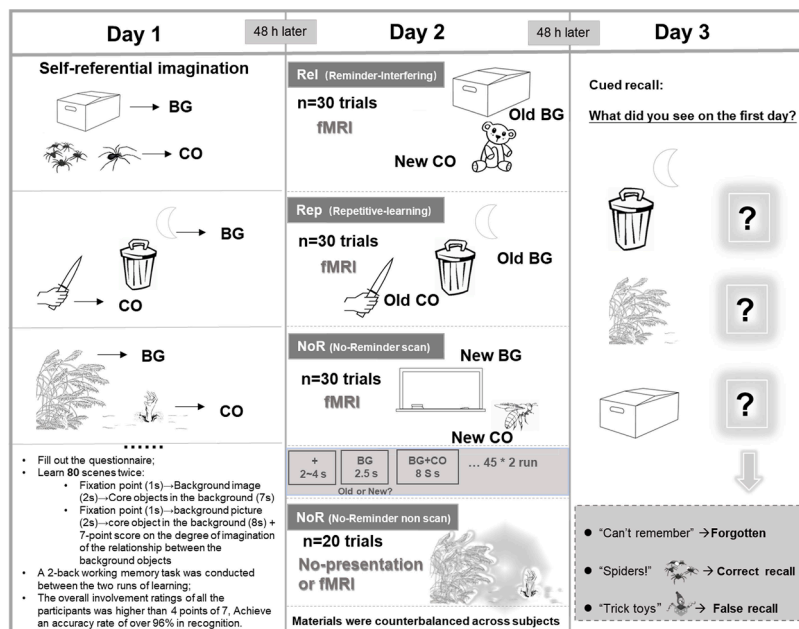 Day 1
48 h later
Day 2
48 h later
Day 3
Self-referential imagination
BG
CO
BG
CO
BG
CO
......
• Fill out the questionnaire;
• Learn 80 scenes twice:
• Fixation point (1s)→Background image
(2s)→Core objects in the background (7s)
• Fixation point (1s)→background picture
(2s)→core object in the background (8s) +
7-point score on the degree of imagination
of the relationship between the
background objects
• A 2-back working memory task was conducted
between the two runs of learning;
• The overall involvement ratings of all the
participants was higher than 4 points of 7, Achieve
an accuracy rate of over 96% in recognition.
ReI (Reminder-Interfering)
n=30 trials
fMRI
Old BG
New CO
Rep (Repetitive-learning)
n=30 trials
fMRI
Old BG
Old CO
NoR (No-Reminder scan)
New BG
n=30 trials
fMRI
New CO
+
2~4 s
BG
2.5 s
BG+CO
8 S s
... 45 * 2 run
Old or New?
NoR (No-Reminder non scan)
n=20 trials
No-presentation
or fMRI
Materials were counterbalanced across subjects
Cued recall:
What did you see on the first day?
?
?
?
● “Can't remember” →Forgotten
● “Spiders!” → Correct recall
● “Trick toys” → False recall